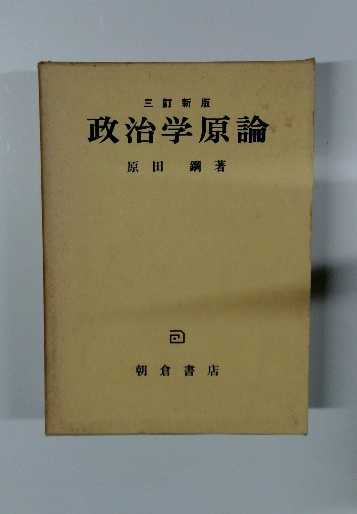 三訂新版
政治学原論
原田 鋼著
朝倉書店